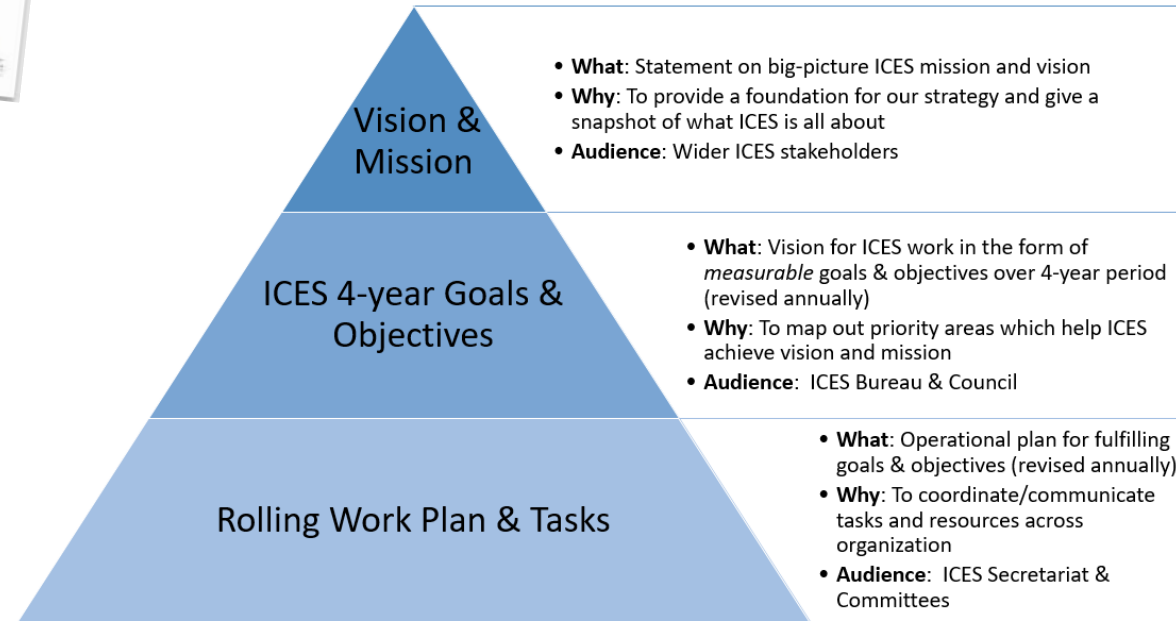 Vision &
Mission
• What: Statement on big-picture ICES mission and vision
• Why: To provide a foundation for our strategy and give a
snapshot of what ICES is all about
• Audience: Wider ICES stakeholders
ICES 4-year Goals &
Objectives
• What: Vision for ICES work in the form of
measurable goals & objectives over 4-year period
(revised annually)
• Why: To map out priority areas which help ICES
achieve vision and mission
• Audience:  ICES Bureau & Council
Rolling Work Plan & Tasks
• What: Operational plan for fulfilling
goals & objectives (revised annually)
• Why: To coordinate/communicate
tasks and resources across
organization
• Audience:  ICES Secretariat &
Committees